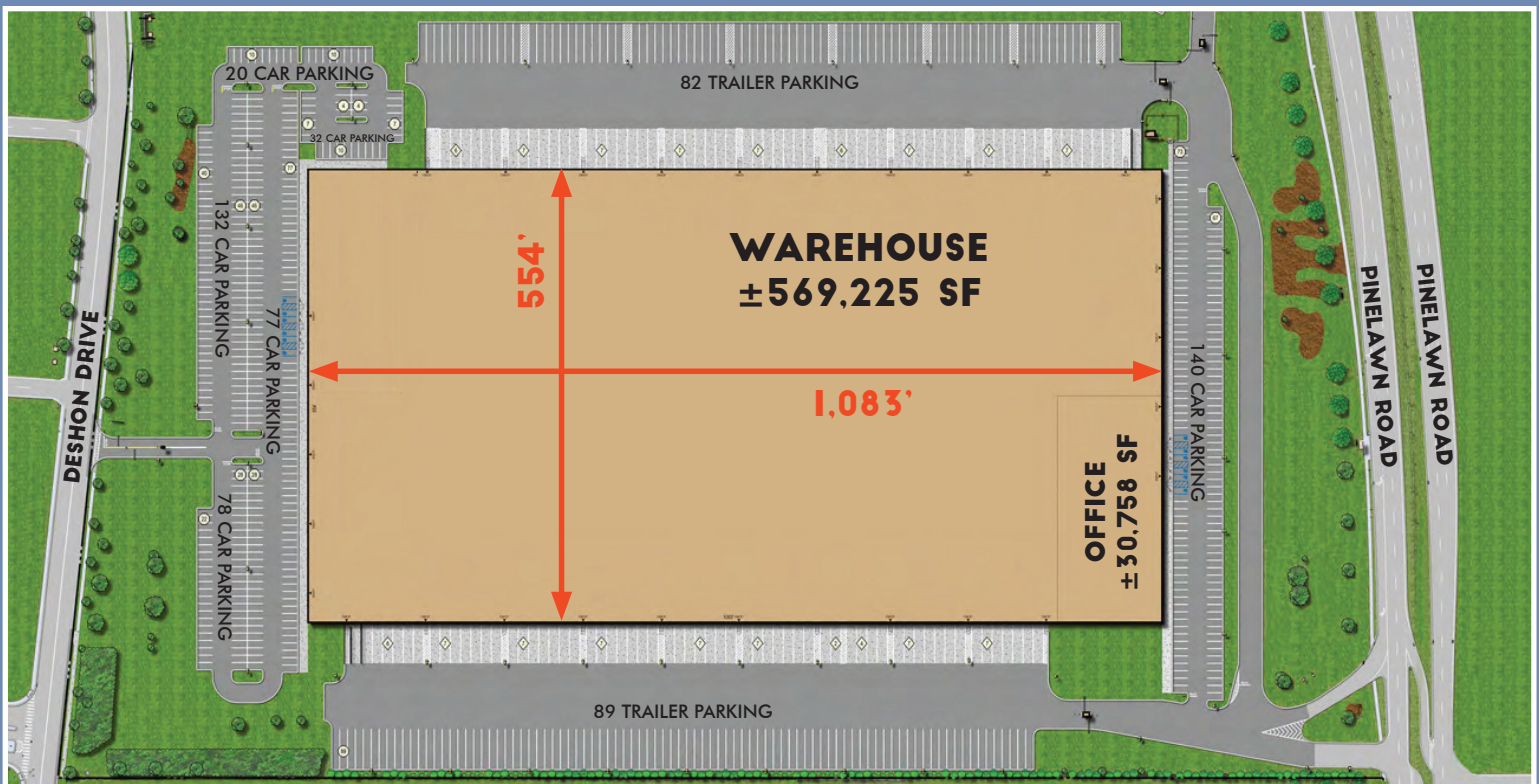 20 CAR PARKING
82 TRAILER PARKING
32 CAR PARKING
132 CAR PARKING
77 CAR PARKING
78 CAR PARKING
DESHON DRIVE
554'
WAREHOUSE
±569,225 SF
1,083'
OFFICE
±30,758 SF
140 CAR PARKING
PINELAWN ROAD
PINELAWN ROAD
89 TRAILER PARKING